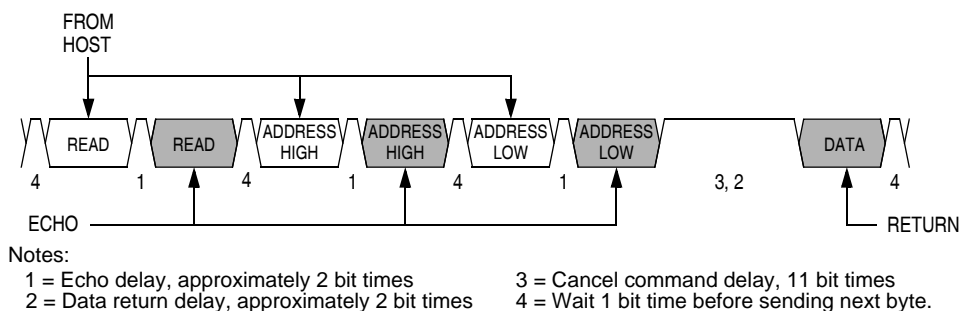 FROM
HOST
READ
READ
ADDRESS
HIGH
ADDRESS
HIGH
ADDRESS
LOW
ADDRESS
LOW
DATA
4
1
4
1
4
1
3, 2
4
ECHO
RETURN
Notes:
1 = Echo delay, approximately 2 bit times
2 = Data return delay, approximately 2 bit times
3 = Cancel command delay, 11 bit times
4 = Wait 1 bit time before sending next byte.